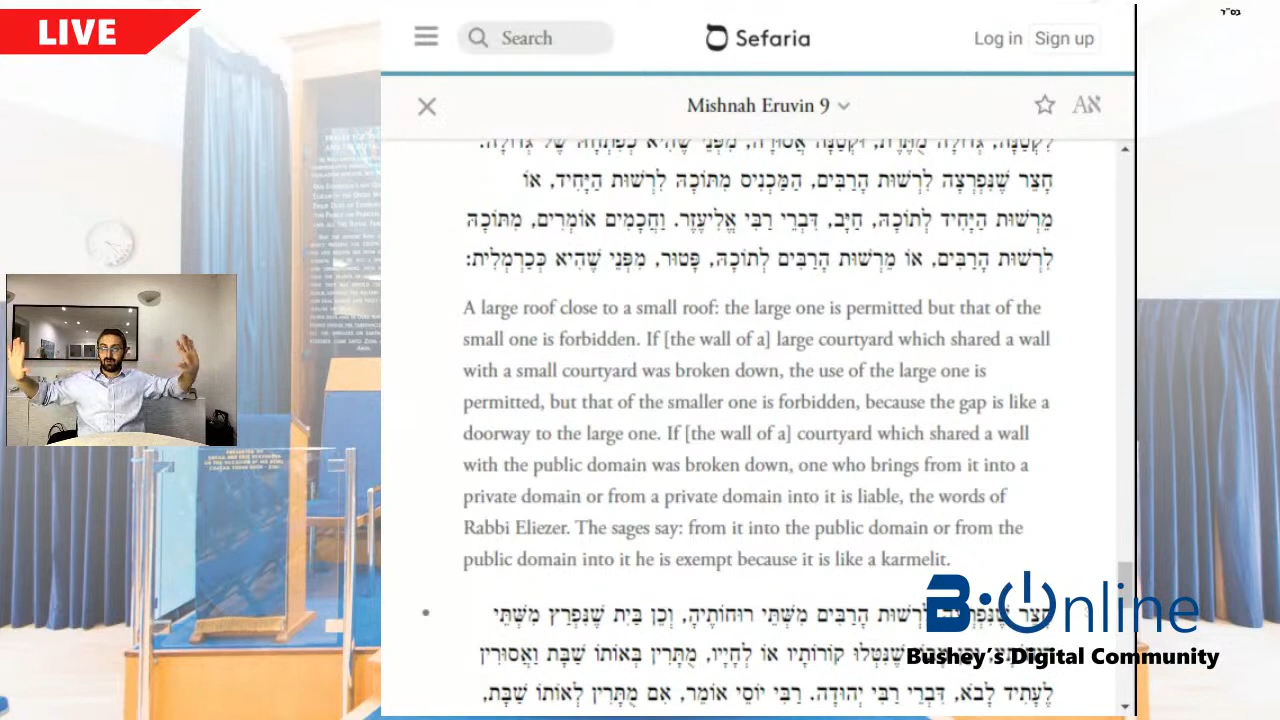 LIVE
בס"ד
Search
Sefaria
Log in
Sign up
Mishnah Eruvin 9
לִקְטַנָּה, גְּדוֹלָה מֻתֶּרֶת, וּקְטַנָּה אֲסוּרָה, מִפְּנֵי שֶׁהִיא כְפִתְחָהּ שֶׁל גְּדוֹלָה.
חָצֵר שֶׁנִּפְרְצָה לִרְשׁוּת הָרַבִּים, הַמַּכְנִיס מִתּוֹכָהּ לִרְשׁוּת הַיָּחִיד, אוֹ
מֵרְשׁוּת הַיָּחִיד לְתוֹכָהּ, חַיָּב, דִּבְרֵי רַבִּי אֱלִיעֶזֶר. וַחֲכָמִים אוֹמְרִים, מִתּוֹכָהּ
לִרְשׁוּת הָרַבִּים, אוֹ מֵרְשׁוּת הָרַבִּים לְתוֹכָהּ, פָּטוּר, מִפְּנֵי שֶׁהִיא כְּכַרְמְלִית:
A large roof close to a small roof: the large one is permitted but that of the
small one is forbidden. If [the wall of a] large courtyard which shared a wall
with a small courtyard was broken down, the use of the large one is
permitted, but that of the smaller one is forbidden, because the gap is like a
doorway to the large one. If [the wall of a] courtyard which shared a wall
with the public domain was broken down, one who brings from it into a
private domain or from a private domain into it is liable, the words of
Rabbi Eliezer. The sages say: from it into the public domain or from the
public domain into it he is exempt because it is like a karmelit.
חָצֵר שֶׁנִּפְרְצָה לִרְשׁוּת הָרַבִּים מִשְּׁתֵּי רוּחוֹתֶיהָ, וְכֵן בַּיִת שֶׁנִּפְרַץ מִשְּׁתֵּי
שֶׁנִּטְּלוּ קוֹרוֹתָיו אוֹ לְחָיָיו, מֻתָּרִין בְּאוֹתוֹ שַׁבָּת וַאֲסוּרִין
לֶעָתִיד לָבֹא, דִּבְרֵי רַבִּי יְהוּדָה. רַבִּי יוֹסֵי אוֹמֵר, אִם מֻתָּרִין לְאוֹתוֹ שַׁבָּת,
B:Online
Bushey's Digital Community